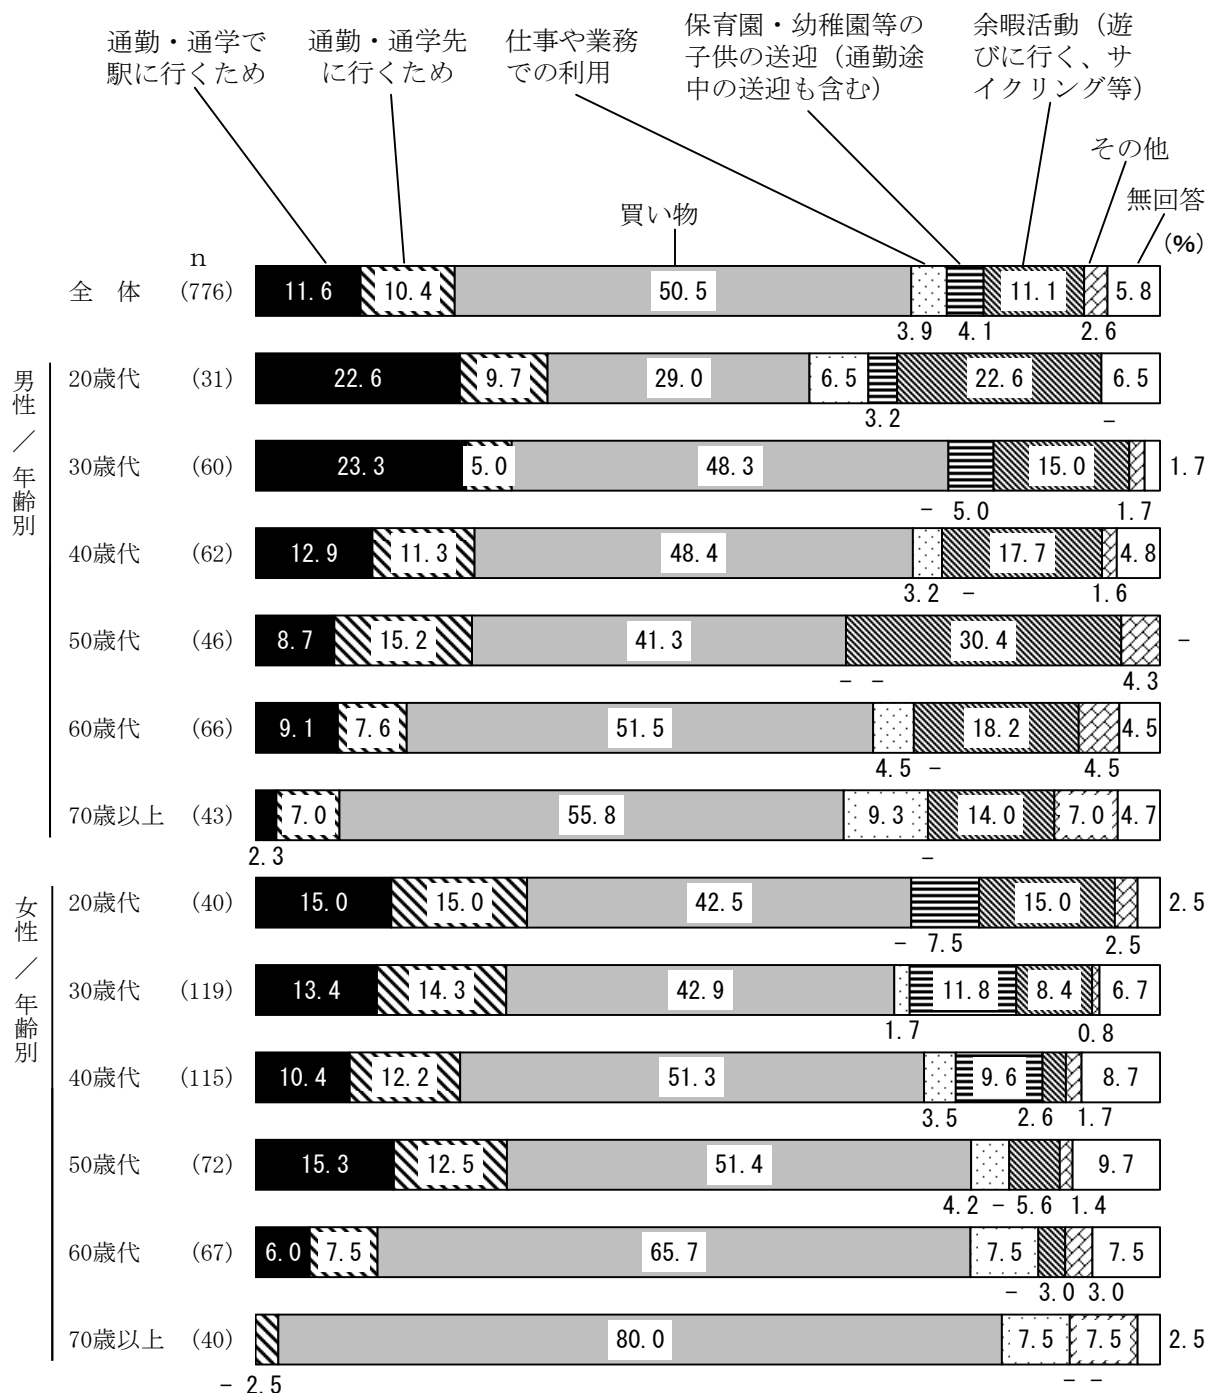 通勤・通学で
駅に行くため
通勤・通学先
に行くため
仕事や業務
での利用
保育園・幼稚園等の
子供の送迎（通勤途
中の送迎も含む）
余暇活動（遊
びに行く、サ
イクリング等）
その他
無回答
買い物
(%)
n
全　体 (776) 11.6 10.4 50.5 11.1 5.8
3.9 4.1 2.6
男性／年齢別
20歳代 (31) 22.6 9.7 29.0 6.5 22.6 6.5
3.2 −
30歳代 (60) 23.3 5.0 48.3 15.0 1.7
− 5.0 1.7
40歳代 (62) 12.9 11.3 48.4 17.7 4.8
3.2 − 1.6
50歳代 (46) 8.7 15.2 41.3 30.4 −
− − 4.3
60歳代 (66) 9.1 7.6 51.5 18.2 4.5
4.5 − 4.5
70歳以上 (43) 7.0 55.8 9.3 14.0 7.0 4.7
2.3 −
女性／年齢別
20歳代 (40) 15.0 15.0 42.5 15.0 2.5
− 7.5 2.5
30歳代 (119) 13.4 14.3 42.9 11.8 8.4 6.7
1.7 0.8
40歳代 (115) 10.4 12.2 51.3 9.6 8.7
3.5 2.6 1.7
50歳代 (72) 15.3 12.5 51.4 9.7
4.2 − 5.6 1.4
60歳代 (67) 6.0 7.5 65.7 7.5 7.5
− 3.0 3.0
70歳以上 (40) 80.0 7.5 7.5 2.5
− 2.5 − −